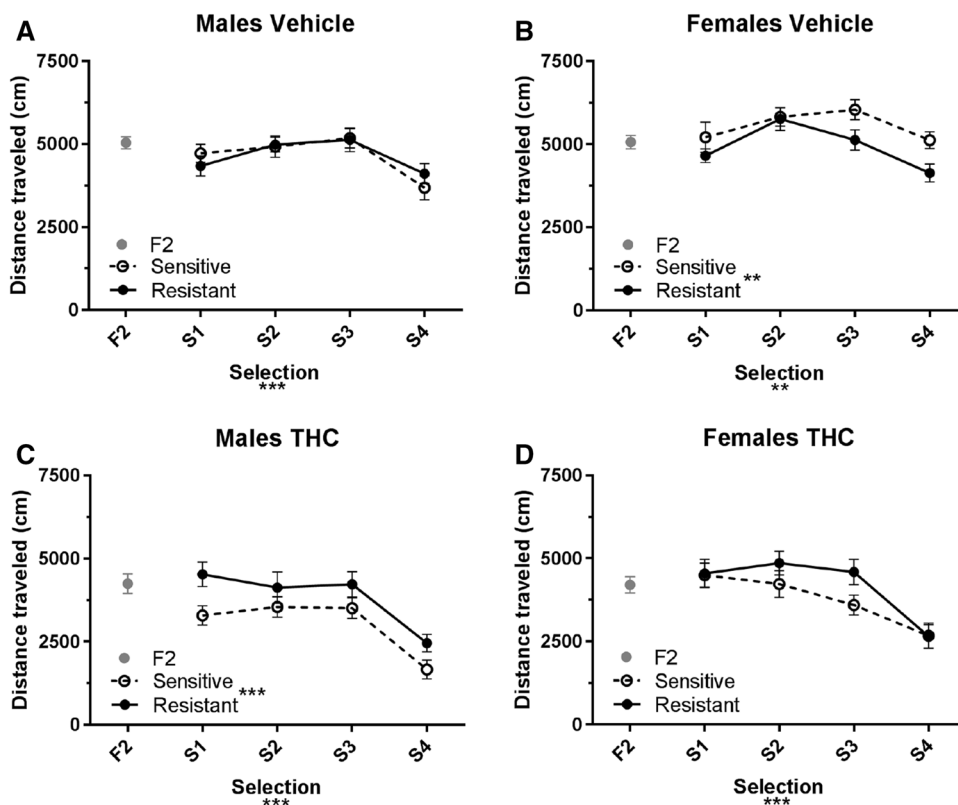 A
Males Vehicle
Distance traveled (cm)
7500
5000
2500
0
F2
Sensitive
Resistant
F2
S1
S2
S3
S4
Selection
***
B
Females Vehicle
Distance traveled (cm)
7500
5000
2500
0
F2
Sensitive
**
Resistant
F2
S1
S2
S3
S4
Selection
**
C
Males THC
Distance traveled (cm)
7500
5000
2500
0
F2
Sensitive
***
Resistant
F2
S1
S2
S3
S4
Selection
***
D
Females THC
Distance traveled (cm)
7500
5000
2500
0
F2
Sensitive
Resistant
F2
S1
S2
S3
S4
Selection
***